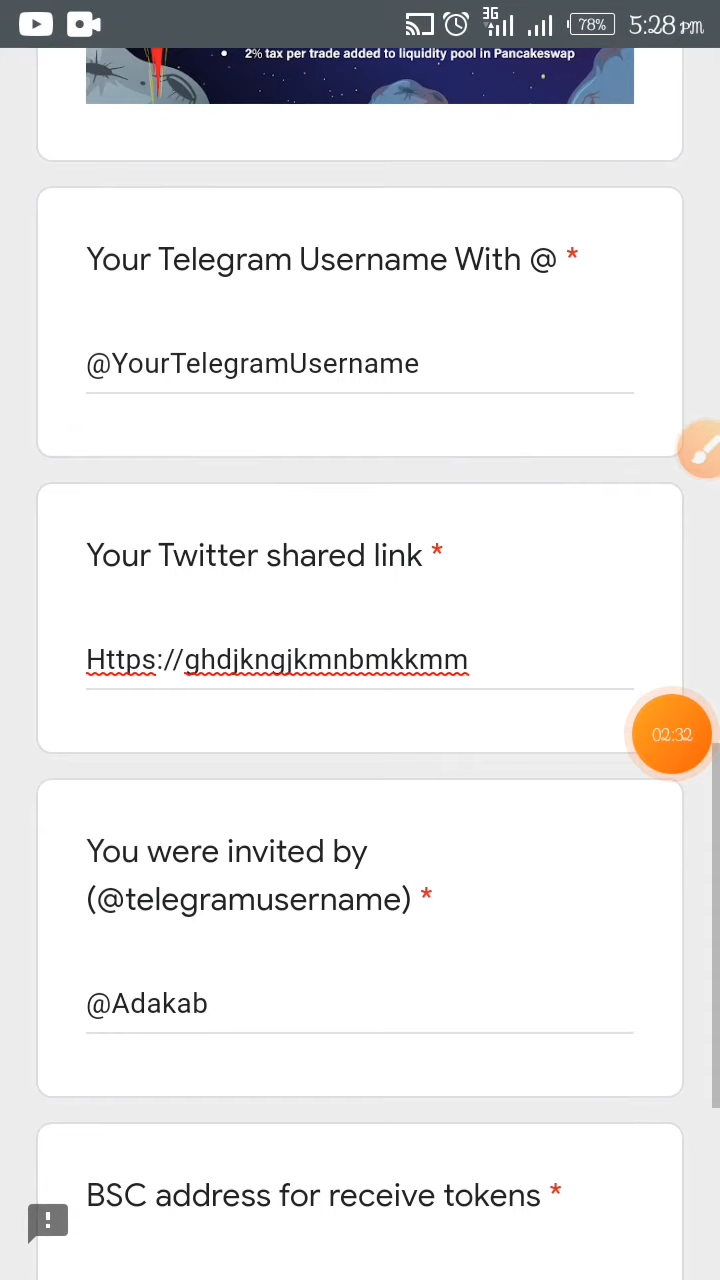 3G
78%
5:28 pm
2% tax per trade added to liquidity pool in Pancakeswap
Your Telegram Username With @ *
@YourTelegramUsername
Your Twitter shared link *
Https://ghdjkngjkmnbmkkmm
02:32
You were invited by
(@telegramusername) *
@Adakab
BSC address for receive tokens *